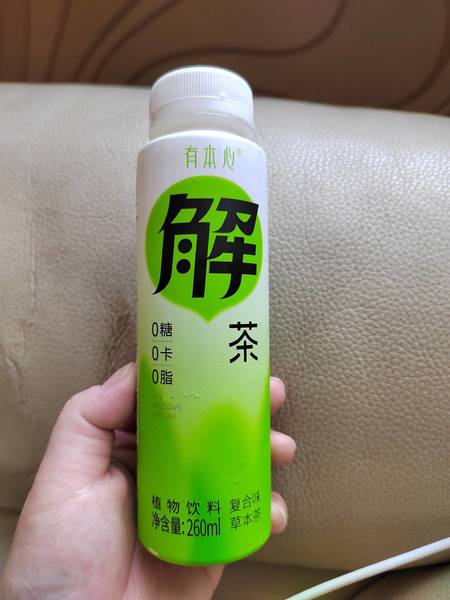 有本心®
解
茶
0糖
0卡
0脂
植物饮料 复合味
净含量:260ml 草本茶